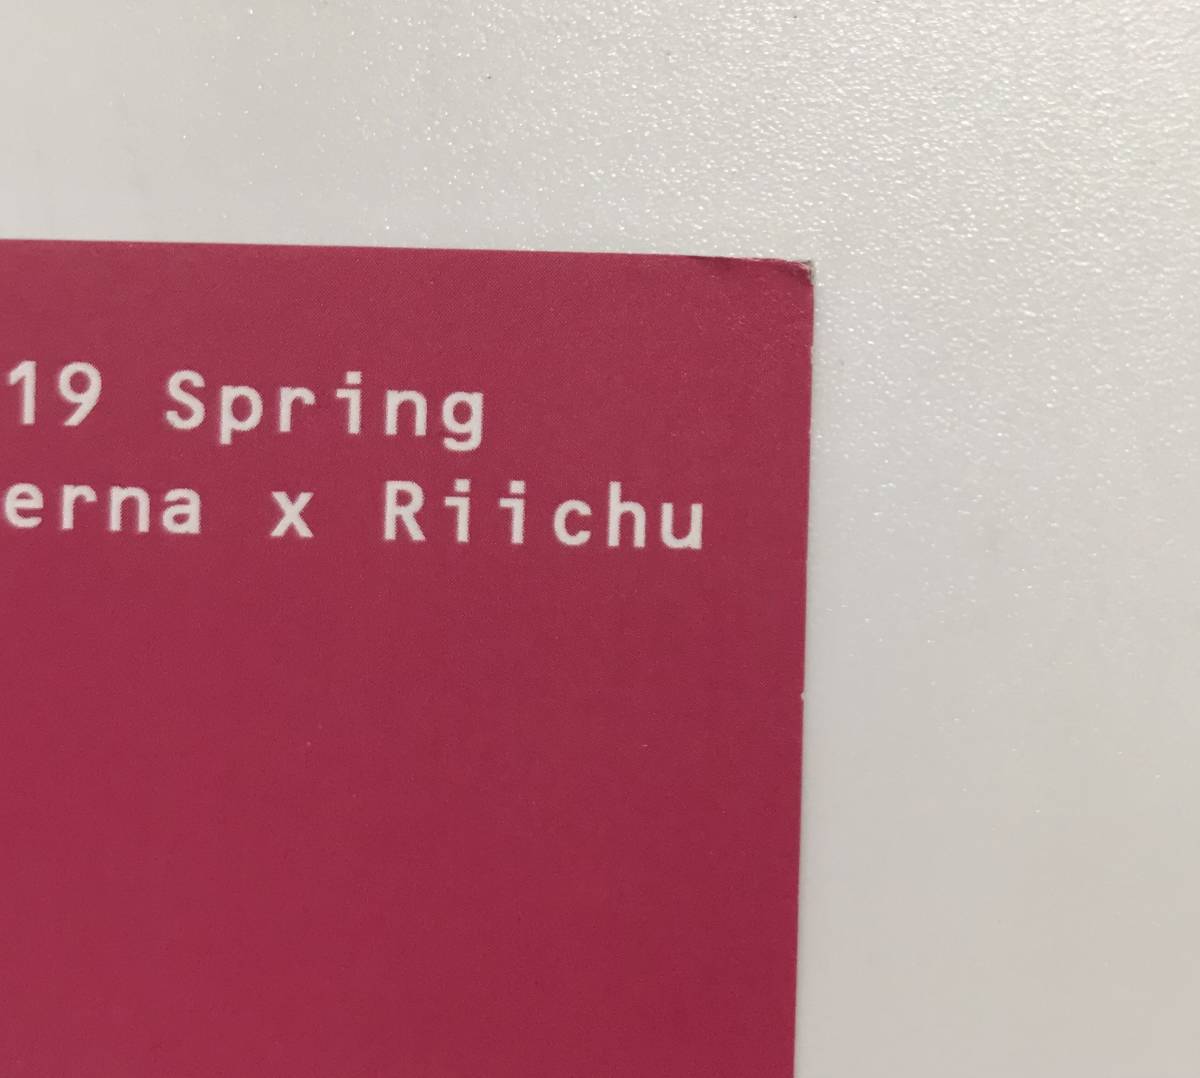 19 Spring
erna x Riichu